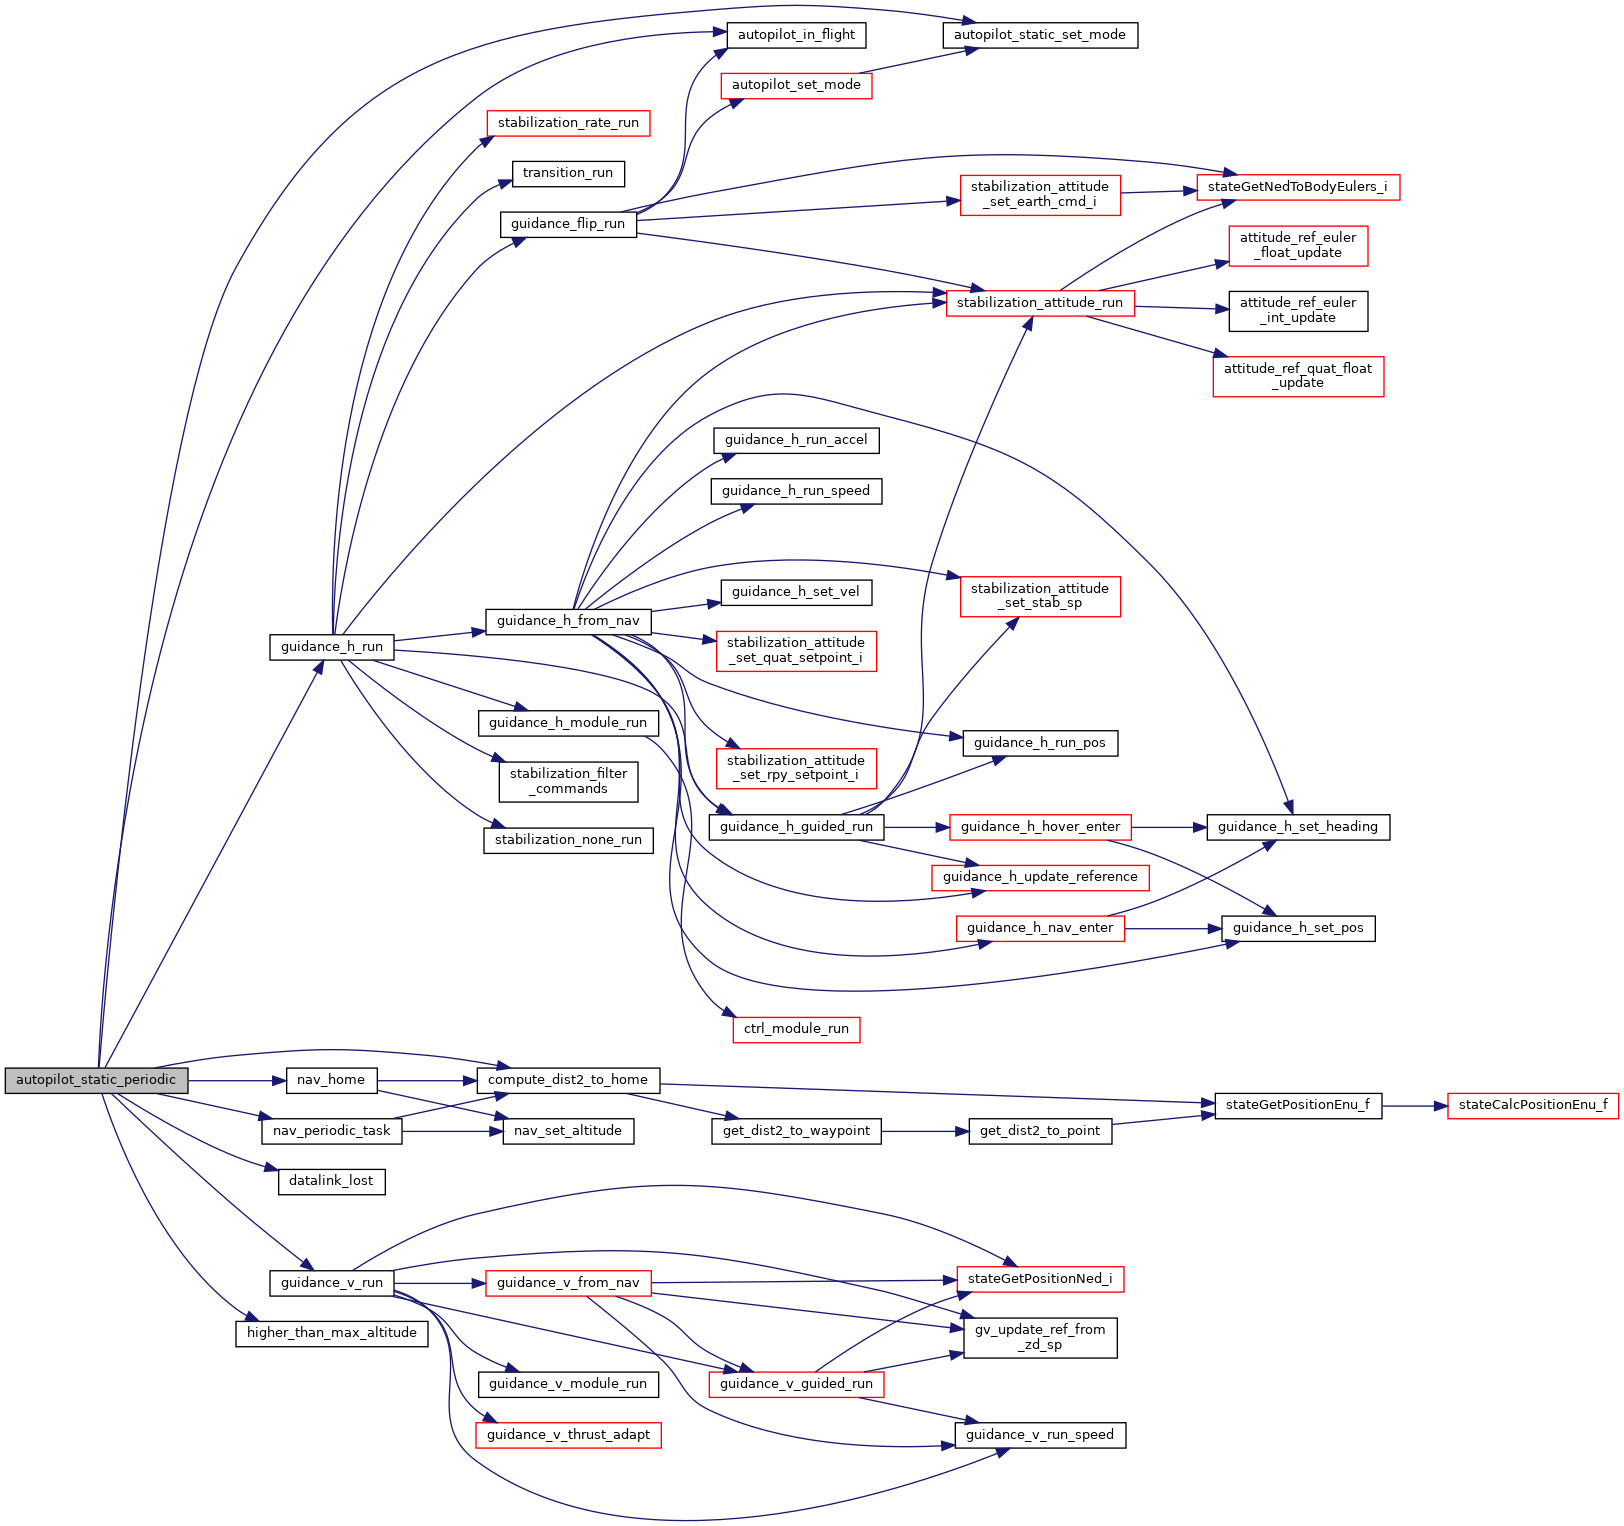 autopilot_in_flight
autopilot_static_set_mode
autopilot_set_mode
stabilization_rate_run
transition_run
stabilization_attitude
_set_earth_cmd_i
stateGetNedToBodyEulers_i
guidance_flip_run
attitude_ref_euler
_float_update
stabilization_attitude_run
attitude_ref_euler
_int_update
attitude_ref_quat_float
_update
guidance_h_run_accel
guidance_h_run_speed
guidance_h_set_vel
stabilization_attitude
_set_stab_sp
guidance_h_from_nav
guidance_h_run
stabilization_attitude
_set_quat_setpoint_i
guidance_h_module_run
guidance_h_run_pos
stabilization_attitude
_set_rpy_setpoint_i
stabilization_filter
_commands
guidance_h_guided_run
guidance_h_hover_enter
guidance_h_set_heading
stabilization_none_run
guidance_h_update_reference
guidance_h_nav_enter
guidance_h_set_pos
ctrl_module_run
autopilot_static_periodic
nav_home
compute_dist2_to_home
stateGetPositionEnu_f
stateCalcPositionEnu_f
nav_periodic_task
nav_set_altitude
get_dist2_to_waypoint
get_dist2_to_point
datalink_lost
guidance_v_run
guidance_v_from_nav
stateGetPositionNed_i
higher_than_max_altitude
gv_update_ref_from
_zd_sp
guidance_v_module_run
guidance_v_guided_run
guidance_v_thrust_adapt
guidance_v_run_speed